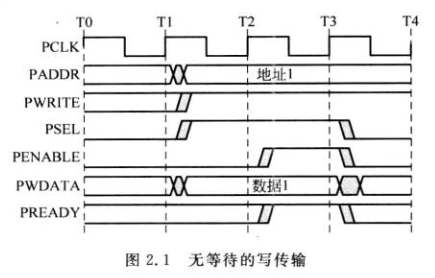 T0 T1 T2 T3 T4
PCLK
PADDR 地址1
PWRITE
PSEL
PENABLE
PWDATA 数据1
PREADY
图 2.1 无等待的写传输